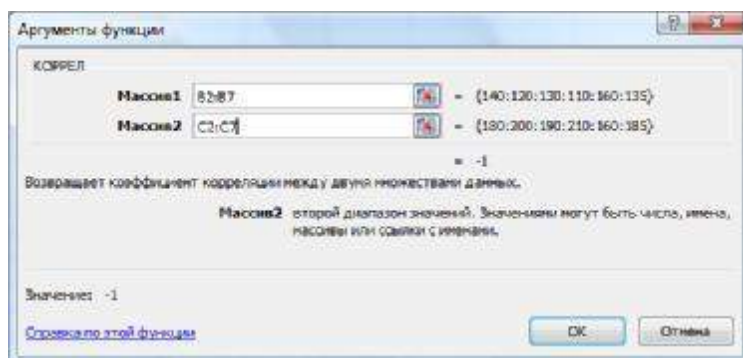 Аргументы функции
КОРРЕЛ
Массив1 B2:B7 = {140:120:130:110:160:135}
Массив2 C2:C7 = {180:200:190:210:160:185}
= -1
Возвращает коэффициент корреляции между двумя множествами данных.
Массив2 второй диапазон значений. Значениями могут быть числа, имена,
массивы или ссылки с именами.
Значение: -1
Справка по этой функции
ОК
Отмена